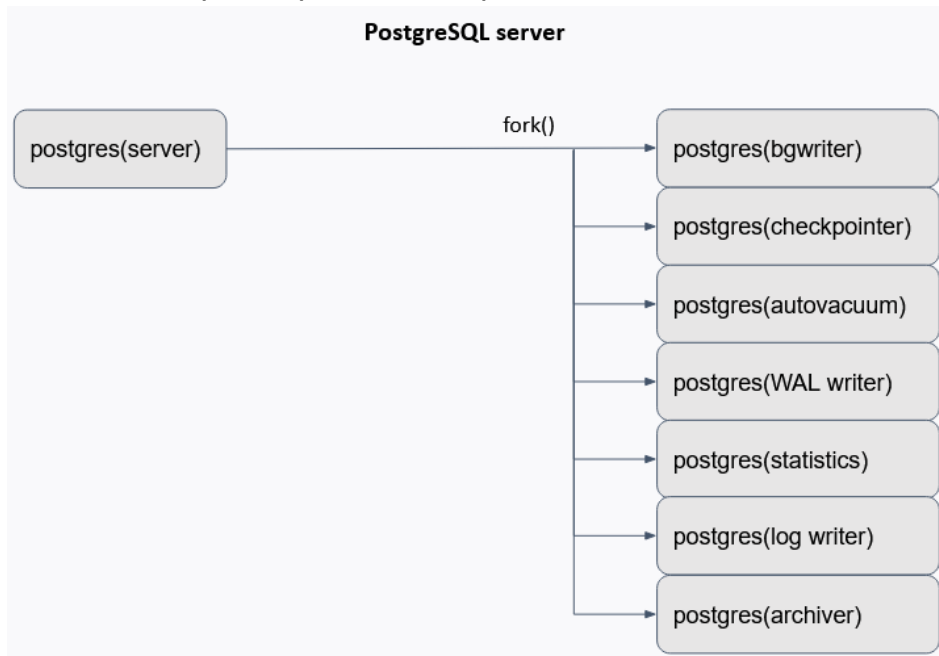 PostgreSQL server
fork()
postgres(server)
postgres(bgwriter)
postgres(checkpointer)
postgres(autovacuum)
postgres(WAL writer)
postgres(statistics)
postgres(log writer)
postgres(archiver)